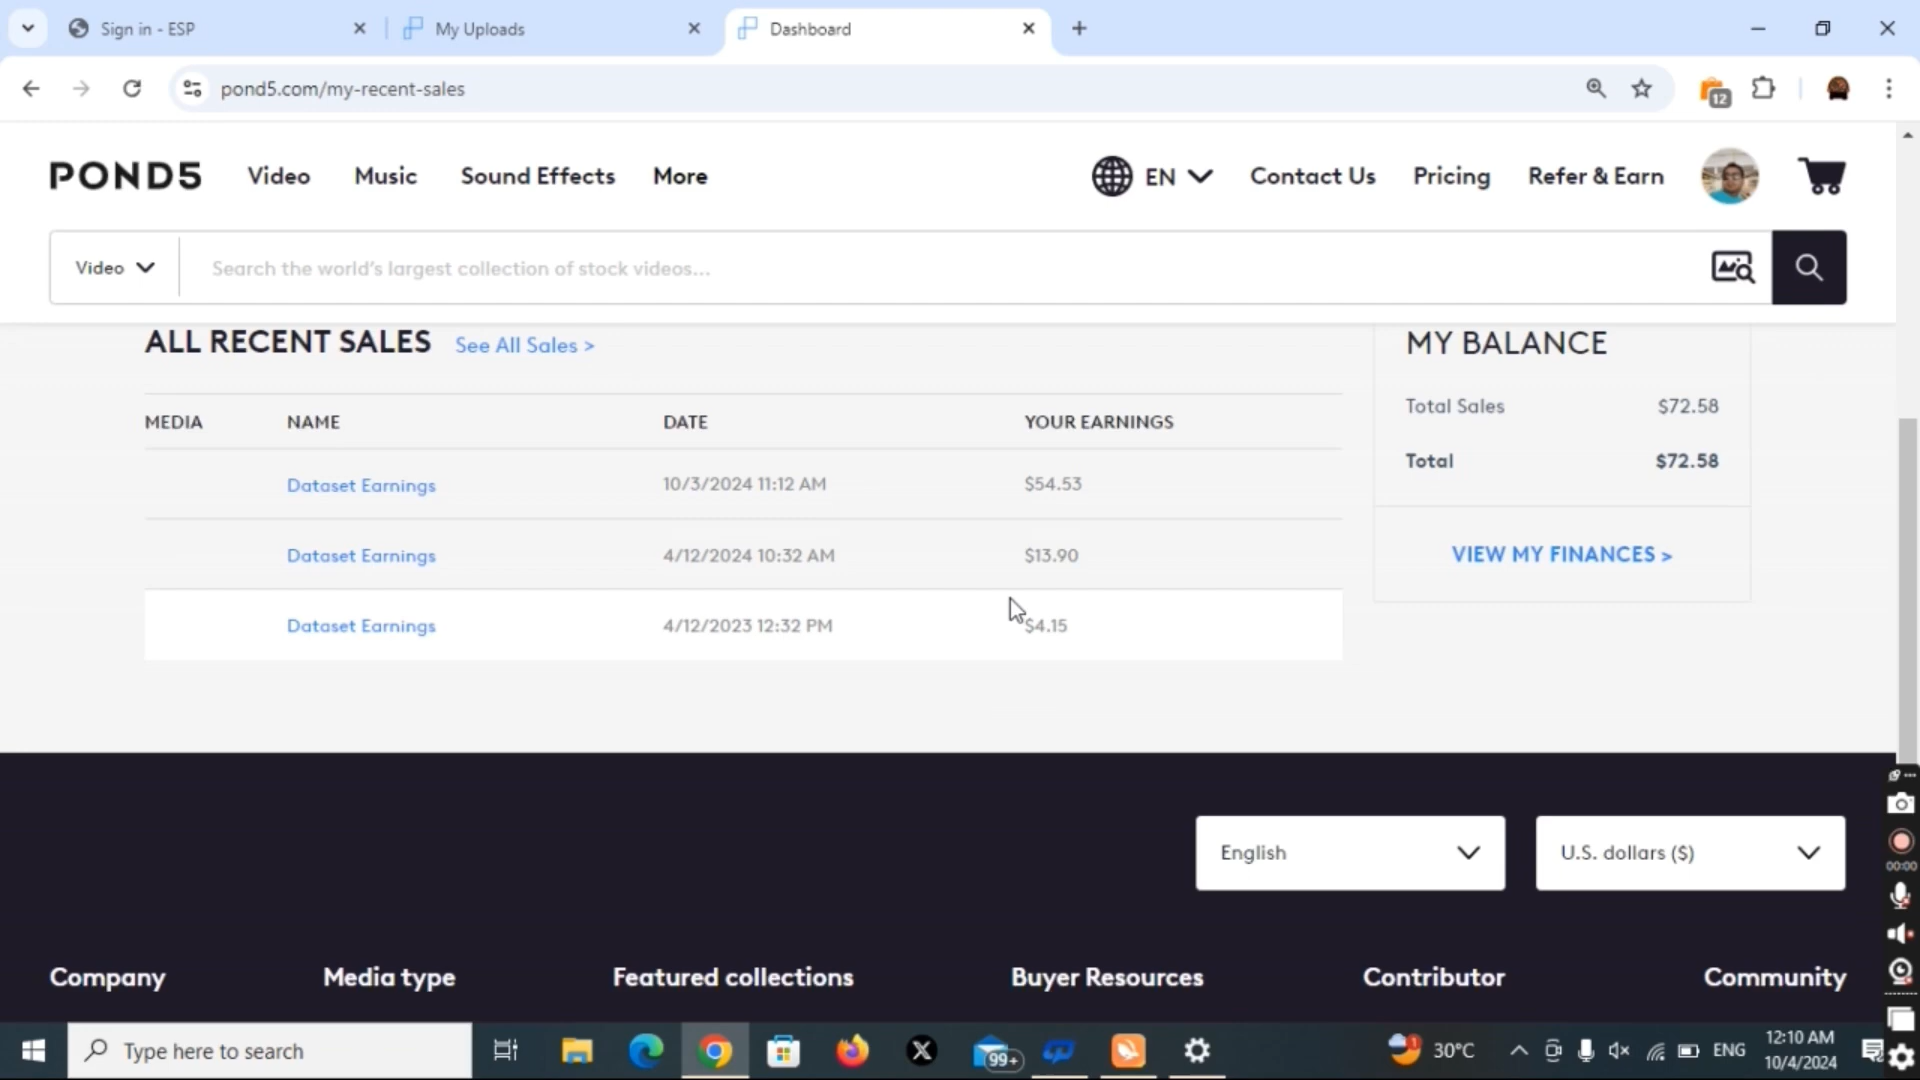 Sign in - ESP
My Uploads
Dashboard
pond5.com/my-recent-sales
12
POND5
Video
Music
Sound Effects
More
EN
Contact Us
Pricing
Refer & Earn
Video
Search the world's largest collection of stock videos...
ALL RECENT SALES
See All Sales >
MEDIA
NAME
DATE
YOUR EARNINGS
Dataset Earnings
10/3/2024 11:12 AM
$54.53
Dataset Earnings
4/12/2024 10:32 AM
$13.90
Dataset Earnings
4/12/2023 12:32 PM
$4.15
MY BALANCE
Total Sales
$72.58
Total
$72.58
VIEW MY FINANCES >
English
U.S. dollars ($)
Company
Media type
Featured collections
Buyer Resources
Contributor
Community
00:00
Type here to search
99+
30°C
ENG
12:10 AM
10/4/2024